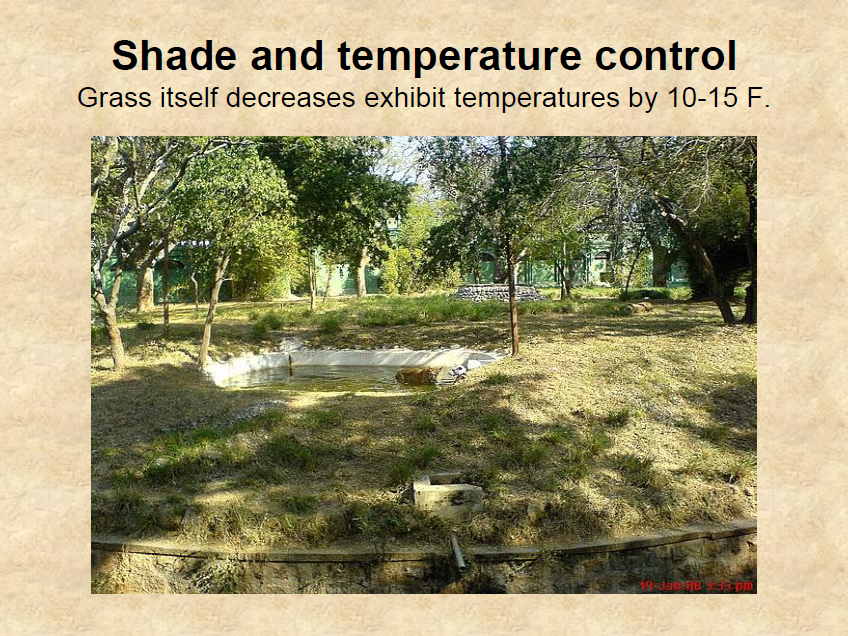 Shade and temperature control
Grass itself decreases exhibit temperatures by 10-15 F.